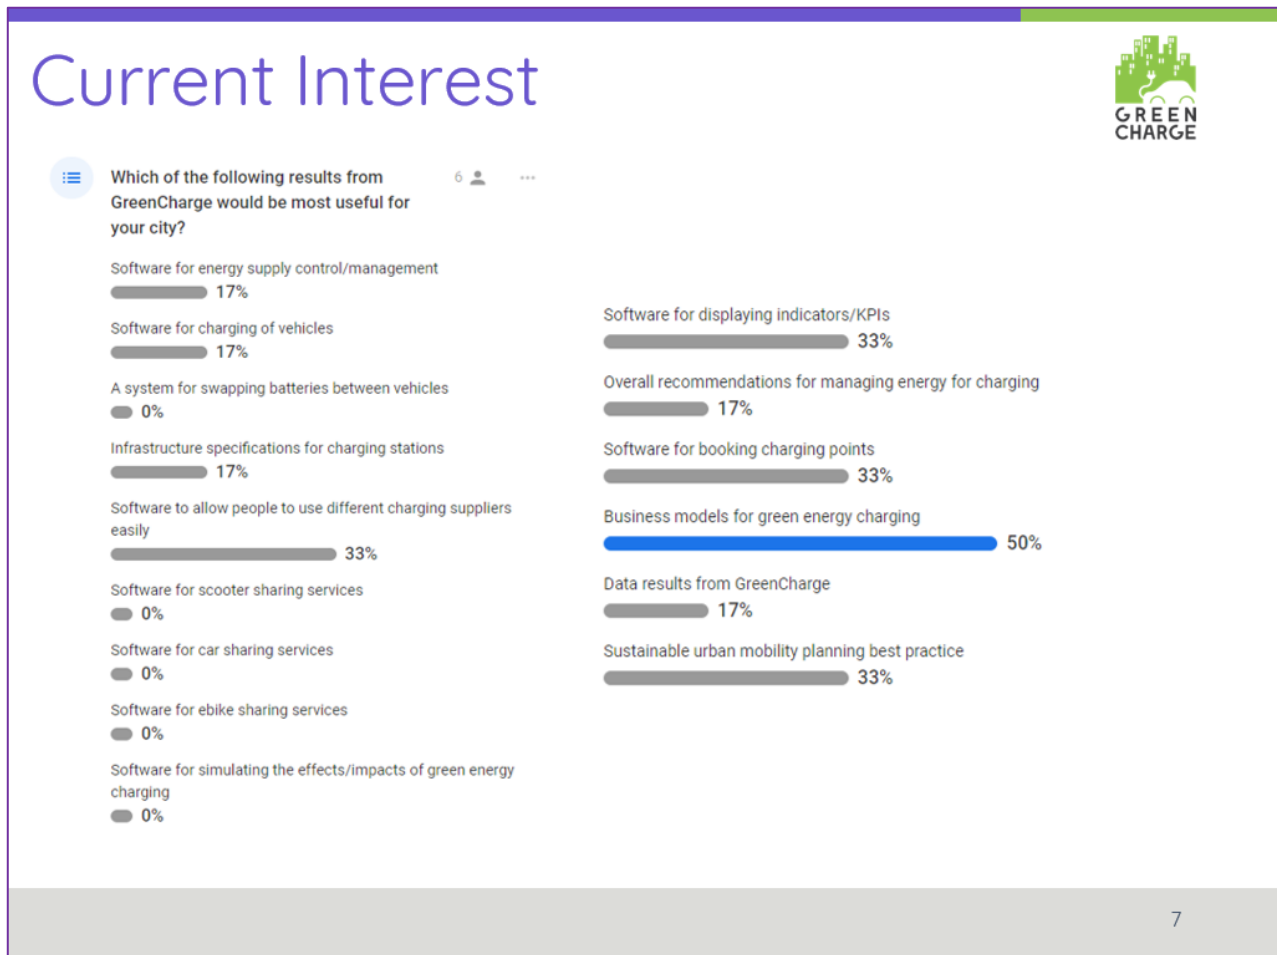 Current Interest
GREEN
CHARGE
Which of the following results from
GreenCharge would be most useful for
your city?
6
Software for energy supply control/management
17%
Software for charging of vehicles
17%
A system for swapping batteries between vehicles
0%
Infrastructure specifications for charging stations
17%
Software to allow people to use different charging suppliers
easily
33%
Software for scooter sharing services
0%
Software for car sharing services
0%
Software for ebike sharing services
0%
Software for simulating the effects/impacts of green energy
charging
0%
Software for displaying indicators/KPIs
33%
Overall recommendations for managing energy for charging
17%
Software for booking charging points
33%
Business models for green energy charging
50%
Data results from GreenCharge
17%
Sustainable urban mobility planning best practice
33%
7